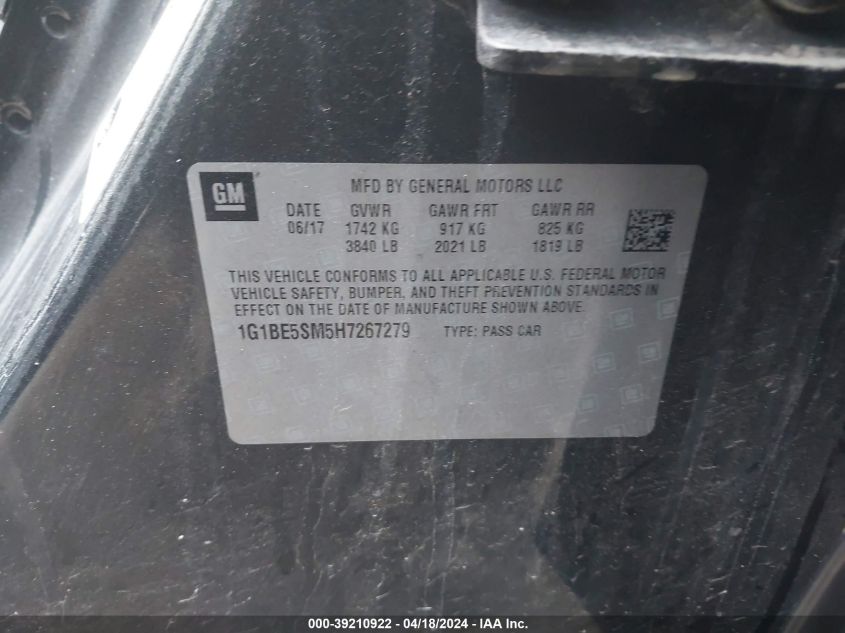 GM
MFD BY GENERAL MOTORS LLC
DATE GVWR GAWR FRT GAWR RR
06/17 1742 KG 917 KG 825 KG
3840 LB 2021 LB 1819 LB
THIS VEHICLE CONFORMS TO ALL APPLICABLE U.S. FEDERAL MOTOR
VEHICLE SAFETY, BUMPER, AND THEFT PREVENTION STANDARDS IN
EFFECT ON THE DATE OF MANUFACTURE SHOWN ABOVE.
1G1BE5SM5H7267279 TYPE: PASS CAR
000-39210922 - 04/18/2024 - IAA Inc.